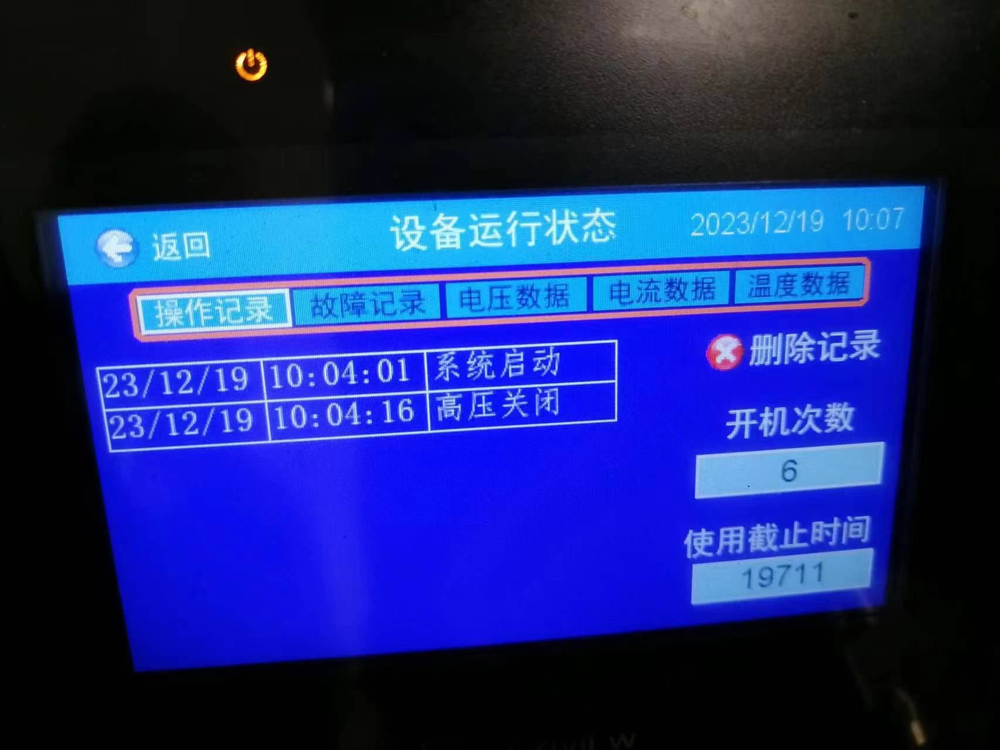 返回 设备运行状态 2023/12/19 10:07
操作记录 故障记录 电压数据 电流数据 温度数据
23/12/19 10:04:01 系统启动
23/12/19 10:04:16 高压关闭
删除记录
开机次数
6
使用截止时间
19711